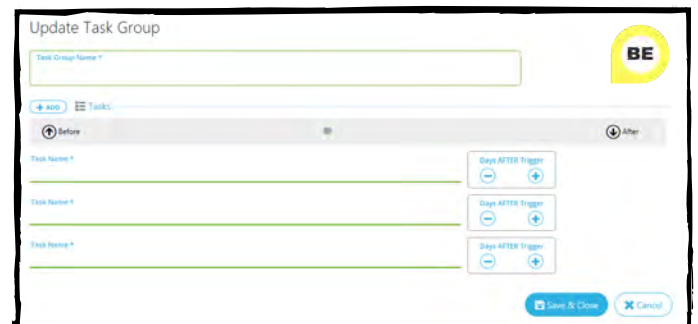 Update Task Group
BE
Task Group Name *
+ ADD Tasks
Before After
Task Name * Days AFTER Trigger
Task Name * Days AFTER Trigger
Task Name * Days AFTER Trigger
Save & Close Cancel